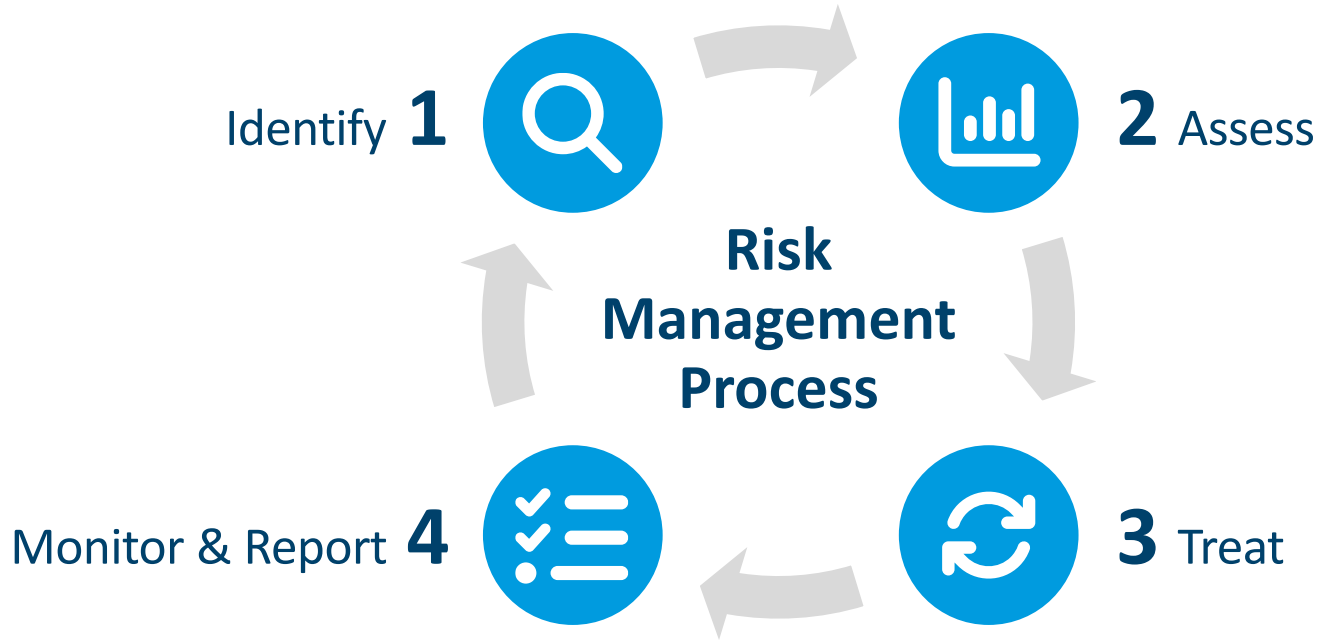 Identify 1
2 Assess
Risk
Management
Process
Monitor & Report 4
3 Treat